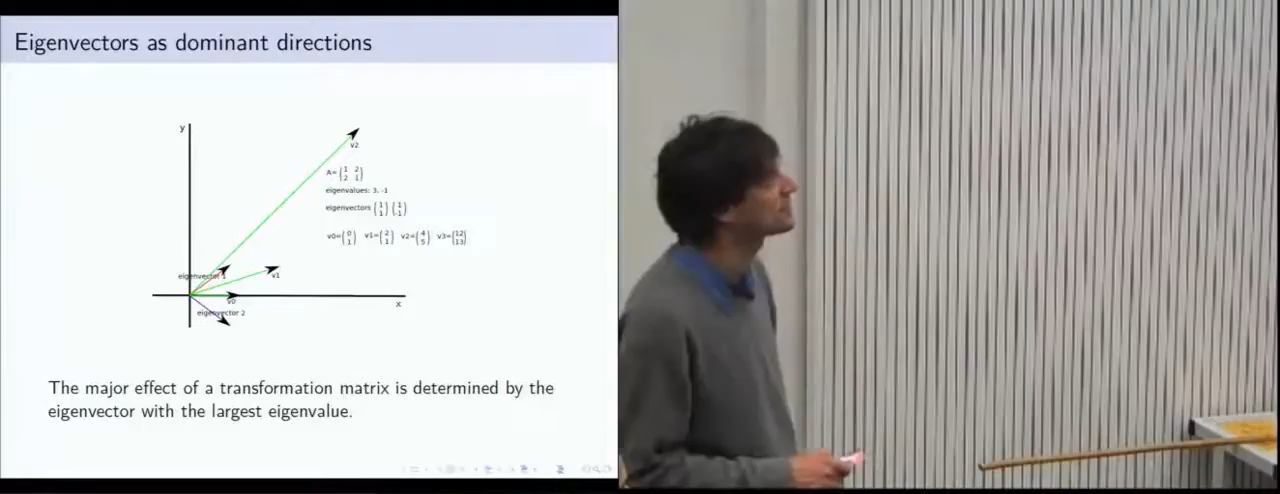 Eigenvectors as dominant directions
y
v2
A=(1 2
2 1)
eigenvalues: 3, -1
eigenvectors (1 1) (1 -1)
v0=(0 1) v1=(2 1) v2=(4 5) v3=(12 13)
eigenvector 1
v1
v0
x
eigenvector 2
The major effect of a transformation matrix is determined by the
eigenvector with the largest eigenvalue.